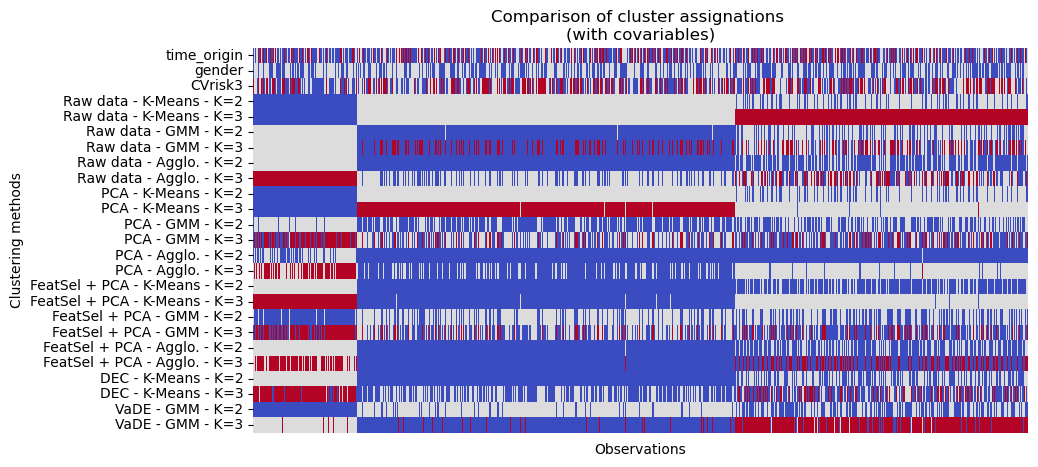 Comparison of cluster assignations
(with covariables)
time_origin
gender
CVrisk3
Raw data - K-Means - K=2
Raw data - K-Means - K=3
Raw data - GMM - K=2
Raw data - GMM - K=3
Raw data - Agglo. - K=2
Raw data - Agglo. - K=3
PCA - K-Means - K=2
PCA - K-Means - K=3
PCA - GMM - K=2
PCA - GMM - K=3
PCA - Agglo. - K=2
PCA - Agglo. - K=3
FeatSel + PCA - K-Means - K=2
FeatSel + PCA - K-Means - K=3
FeatSel + PCA - GMM - K=2
FeatSel + PCA - GMM - K=3
FeatSel + PCA - Agglo. - K=2
FeatSel + PCA - Agglo. - K=3
DEC - K-Means - K=2
DEC - K-Means - K=3
VaDE - GMM - K=2
VaDE - GMM - K=3
Clustering methods
Observations